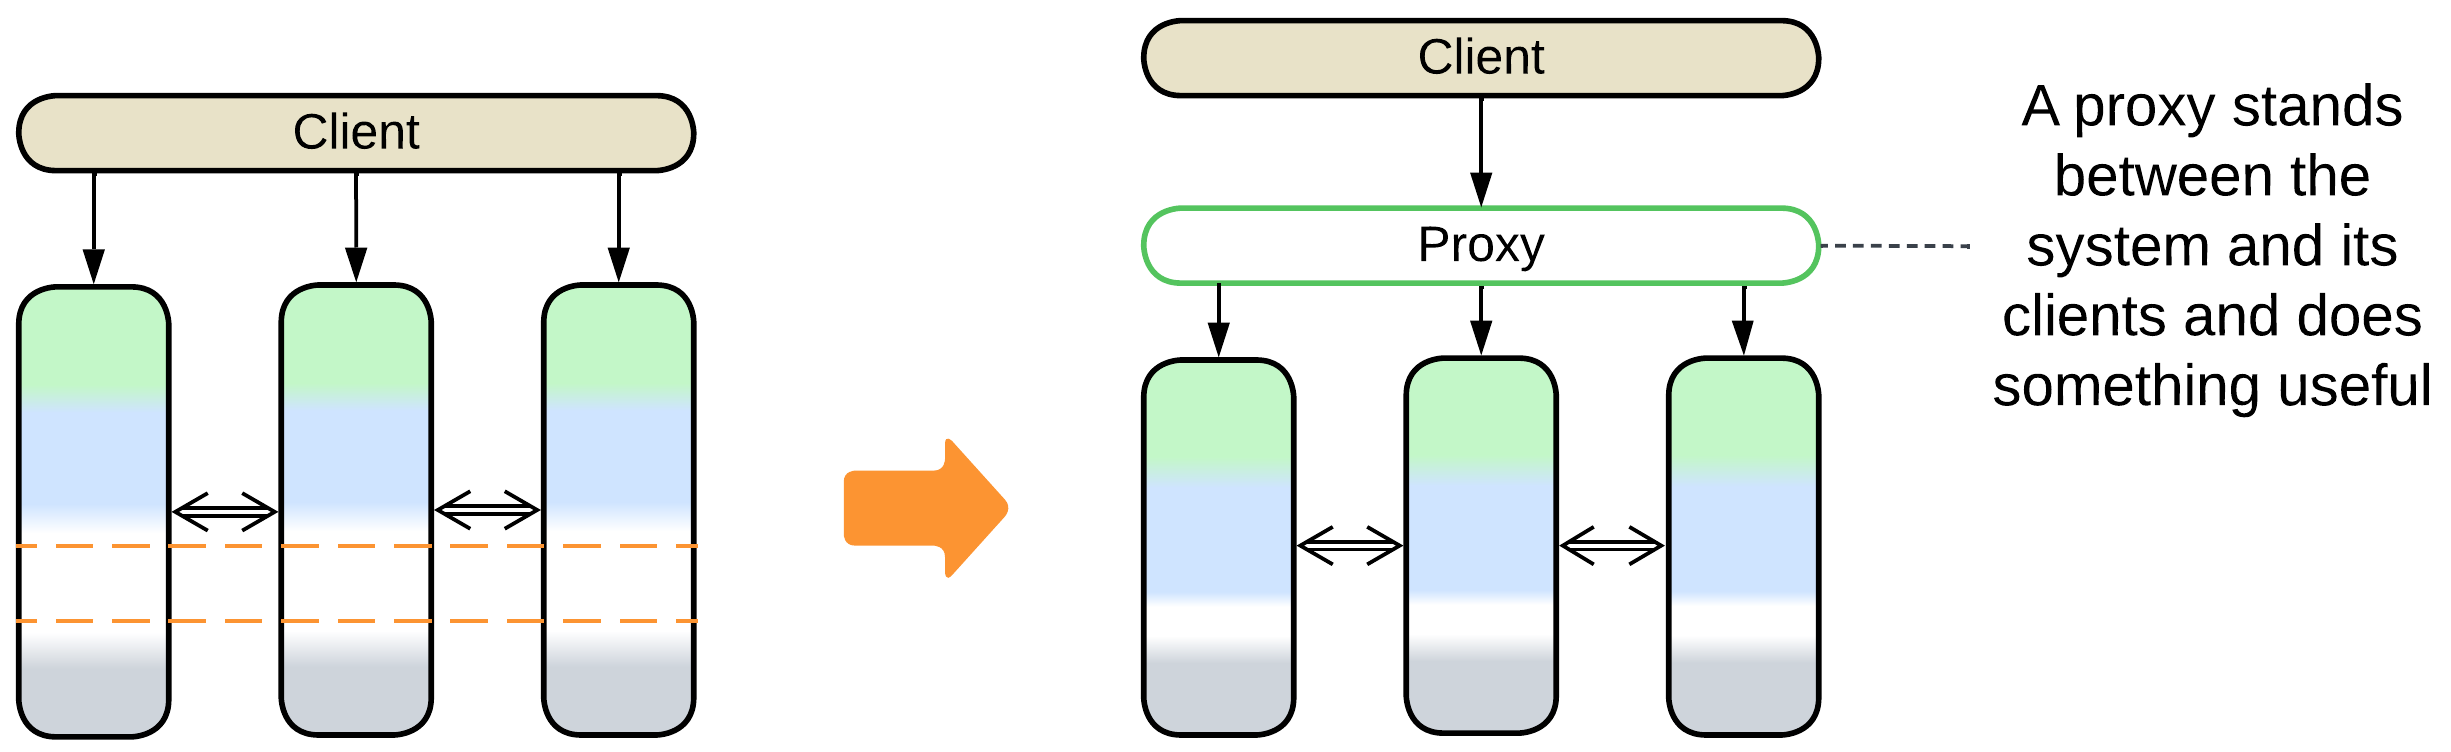 Client
Client
Proxy
A proxy stands
between the
system and its
clients and does
something useful